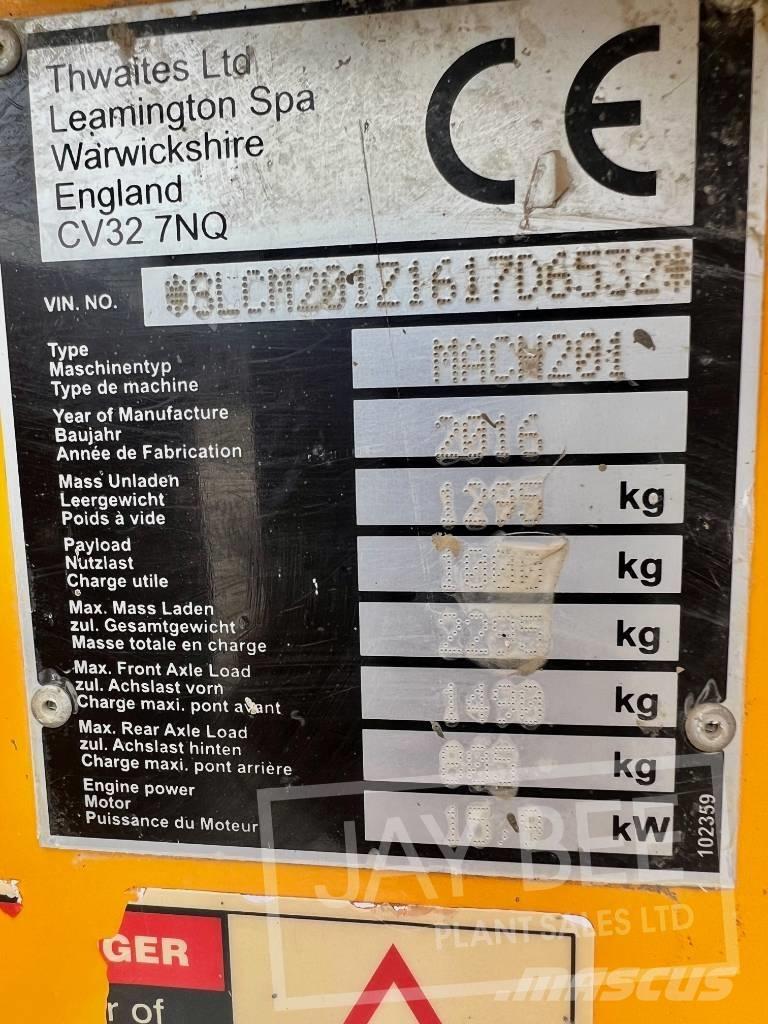 Thwaites Ltd
Leamington Spa
Warwickshire
England
CV32 7NQ
CE
VIN. NO. *SLCM201Z1617D6532*
Type
Maschinentyp
Type de machine
MACW201
Year of Manufacture
Baujahr
Année de Fabrication
2016
Mass Unladen
Leergewicht
Poids à vide
kg
Payload
Nutzlast
Charge utile
kg
Max. Mass Laden
zul. Gesamtgewicht
Masse totale en charge
kg
Max. Front Axle Load
zul. Achslast vorn
Charge maxi. pont avant
kg
Max. Rear Axle Load
zul. Achslast hinten
Charge maxi. pont arrière
kg
Engine power
Motor
Puissance du Moteur
kW
102359
JAY BEE
PLANT SALES LTD
GER
r of
MASCUS